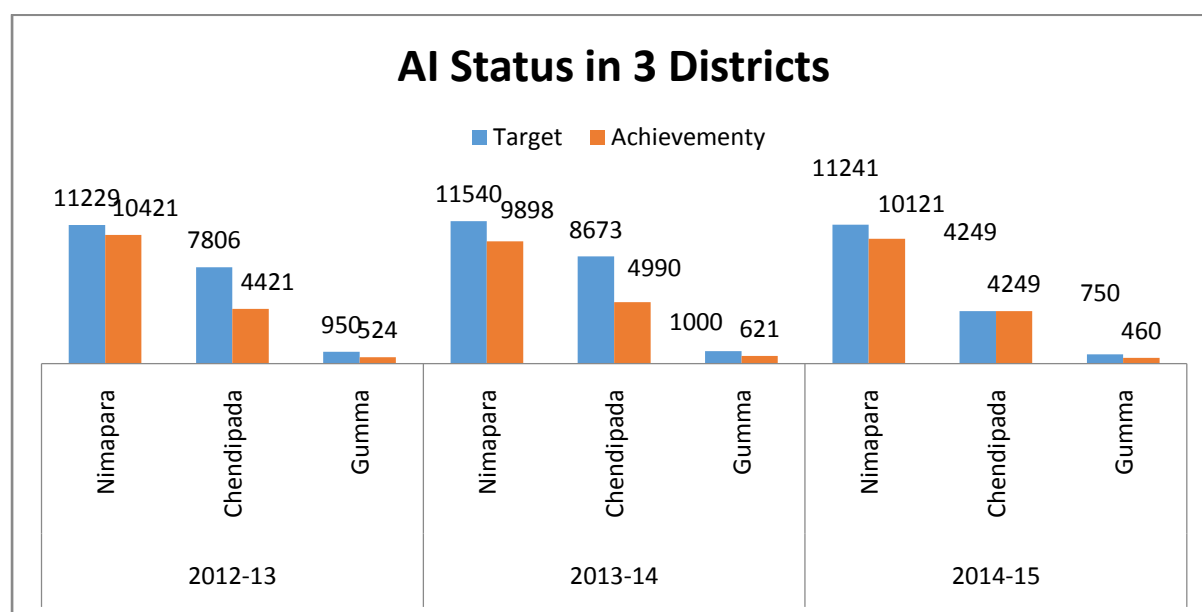 AI Status in 3 Districts
Target Achievementy
11229 10421 7806 4421 950 524 11540 9898 8673 4990 1000 621 11241 10121 4249 4249 750 460
Nimapara Chendipada Gumma Nimapara Chendipada Gumma Nimapara Chendipada Gumma
2012-13 2013-14 2014-15